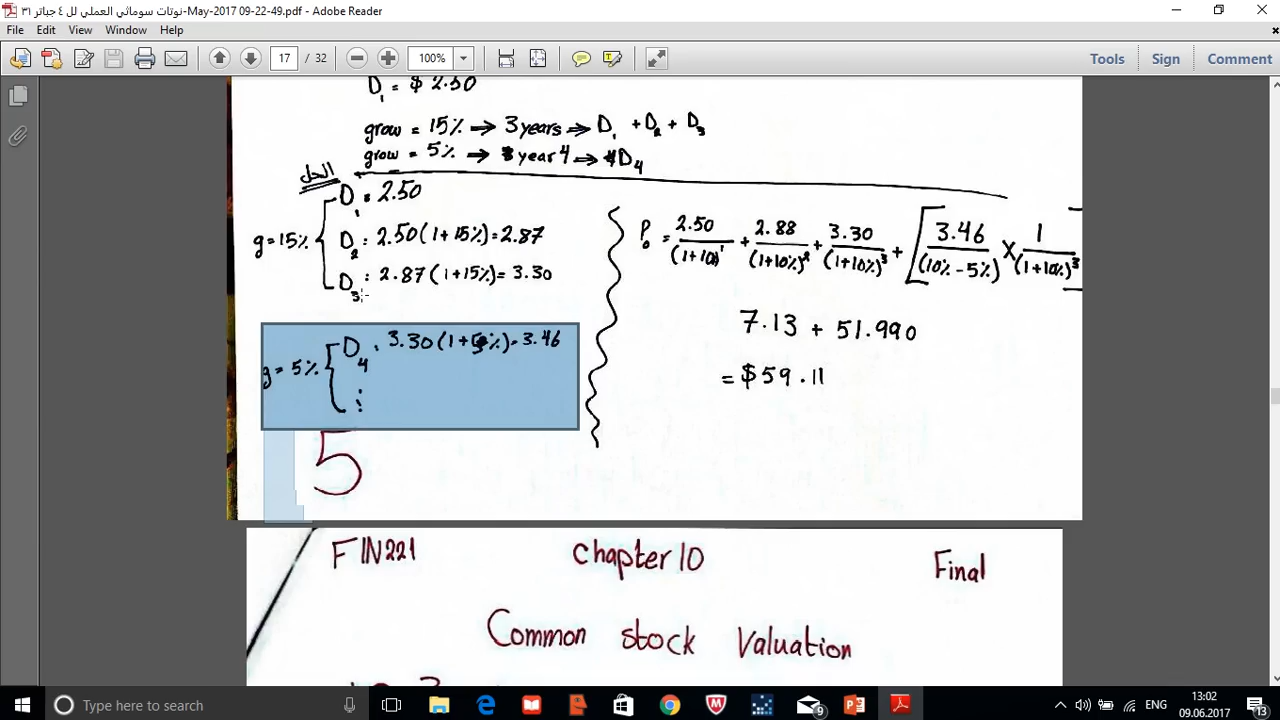 نوتات سوماثي العملي لل ٤ جباتر ٣١-May-2017 09-22-49.pdf - Adobe Reader
File Edit View Window Help
17 / 32 100% Tools Sign Comment
D1 = $ 2.50
grow = 15% → 3 years → D1 + D2 + D3
grow = 5% → year 4 → D4
الحل
g = 15%
D1 : 2.50
D2 : 2.50 (1+15%) = 2.87
D3 : 2.87 (1+15%) = 3.30
g = 5%
D4 : 3.30 (1+5%) = 3.46
⋮
5
P0 = 2.50/(1+10%)^1 + 2.88/(1+10%)^2 + 3.30/(1+10%)^3 + [3.46/(10%-5%) × 1/(1+10%)^3
7.13 + 51.990
= $59.11
FIN221 chapter 10 Final
Common stock Valuation
Type here to search
9
ENG
13:02
09.06.2017
13